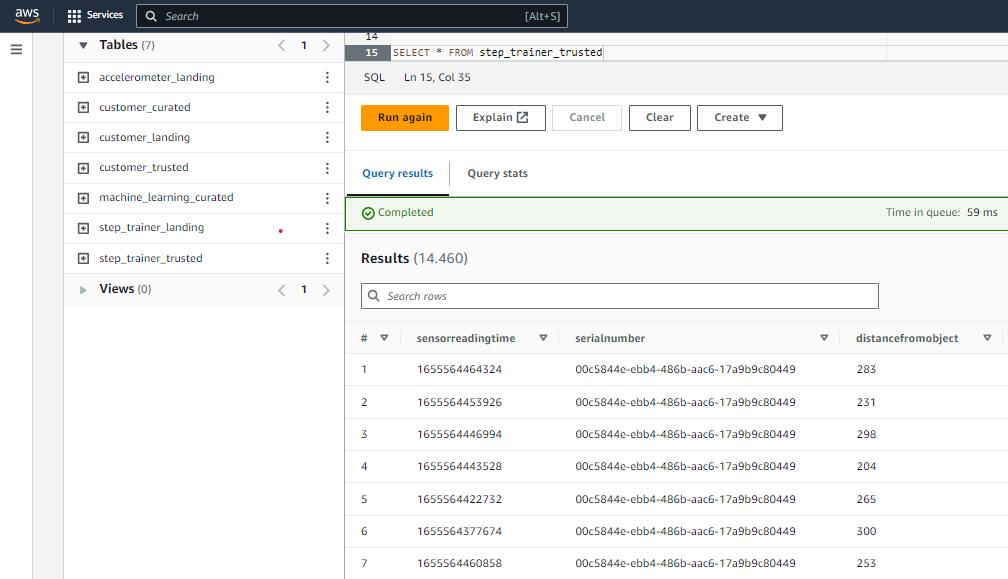 aws Services Search [Alt+S]
Tables (7) 1
accelerometer_landing
customer_curated
customer_landing
customer_trusted
machine_learning_curated
step_trainer_landing
step_trainer_trusted
Views (0) 1
14
15 SELECT * FROM step_trainer_trusted
SQL Ln 15, Col 35
Run again Explain Cancel Clear Create
Query results Query stats
Completed Time in queue: 59 ms
Results (14.460)
Search rows
# sensorreadingtime serialnumber distancefromobject
1 1655564464324 00c5844e-ebb4-486b-aac6-17a9b9c80449 283
2 1655564453926 00c5844e-ebb4-486b-aac6-17a9b9c80449 231
3 1655564446994 00c5844e-ebb4-486b-aac6-17a9b9c80449 298
4 1655564443528 00c5844e-ebb4-486b-aac6-17a9b9c80449 204
5 1655564422732 00c5844e-ebb4-486b-aac6-17a9b9c80449 265
6 1655564377674 00c5844e-ebb4-486b-aac6-17a9b9c80449 300
7 1655564460858 00c5844e-ebb4-486b-aac6-17a9b9c80449 253